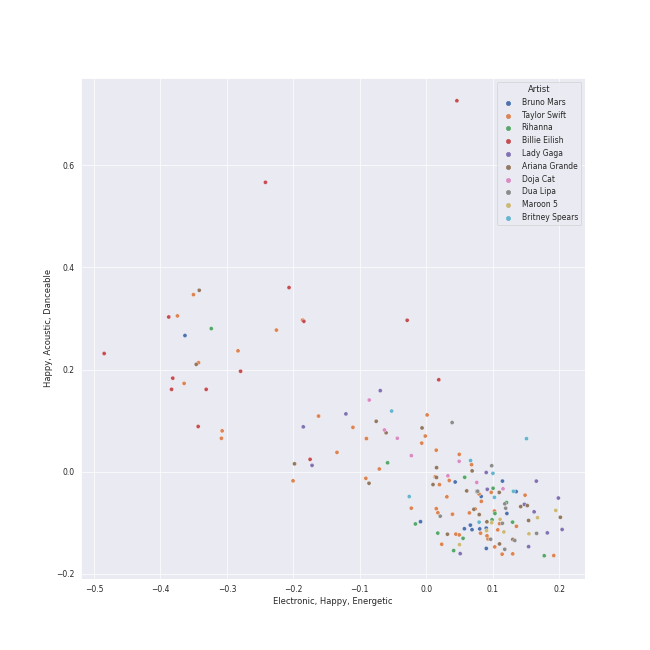 Artist
Bruno Mars
Taylor Swift
Rihanna
Billie Eilish
Lady Gaga
Ariana Grande
Doja Cat
Dua Lipa
Maroon 5
Britney Spears
0.6
0.4
0.2
0.0
−0.2
Happy, Acoustic, Danceable
−0.5
−0.4
−0.3
−0.2
−0.1
0.0
0.1
0.2
Electronic, Happy, Energetic